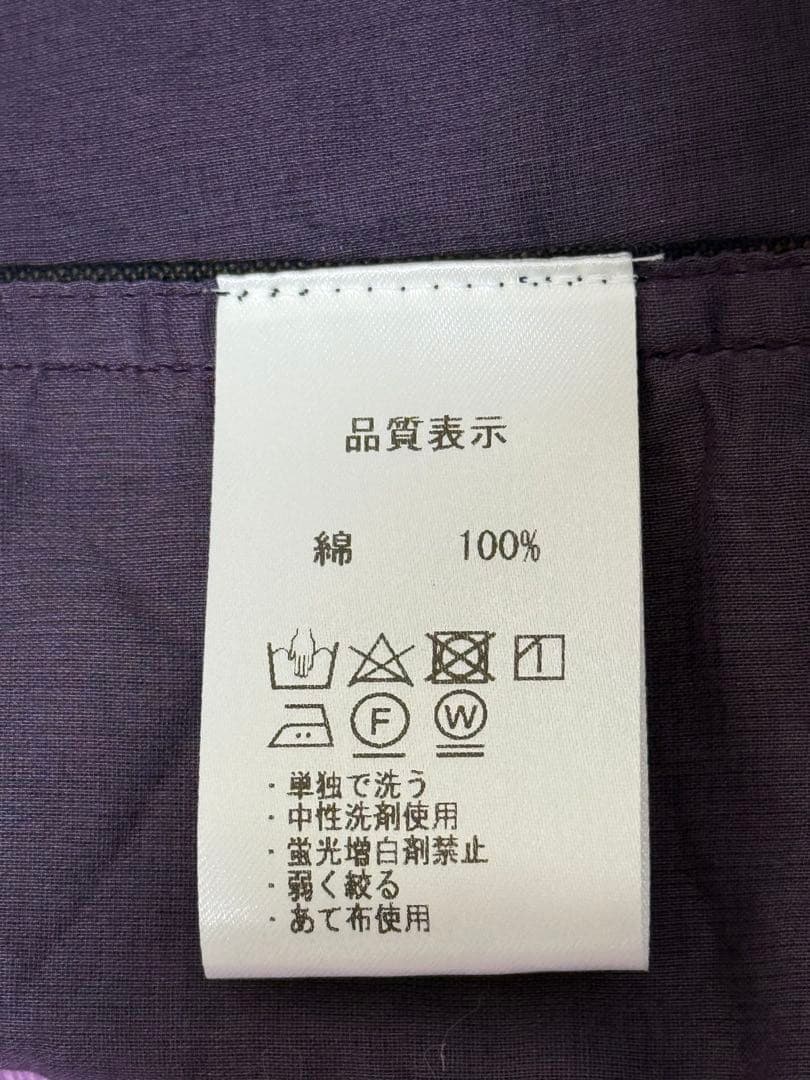 品質表示
綿 100%
F W
・単独で洗う
・中性洗剤使用
・蛍光増白剤禁止
・弱く絞る
・あて布使用